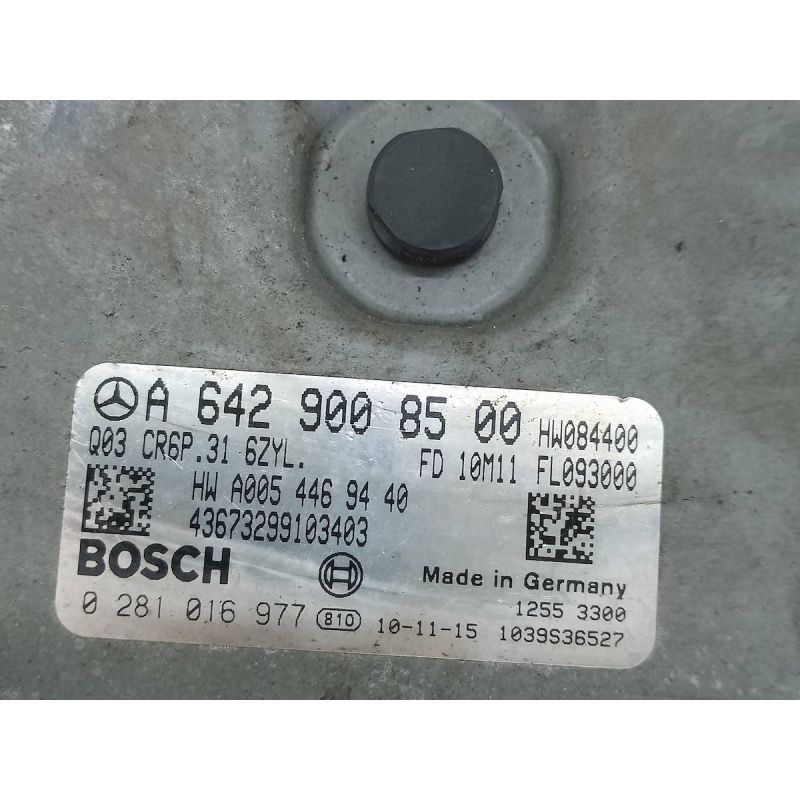 A 642 900 85 00 HW084400
Q03 CR6P.31 6ZYL. FD 10M11 FL093000
HW A005 446 94 40
43673299103403
BOSCH
Made in Germany
0 281 016 977 810 10-11-15 1255 3300
1039S36527